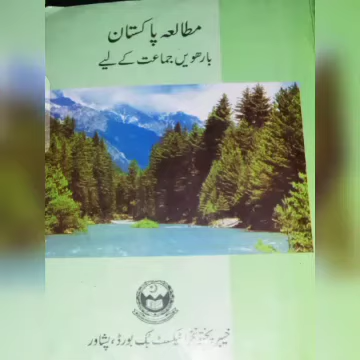 مطالعہ پاکستان
بارھویں جماعت کے لیے
خیبر پختونخوا ٹیکسٹ بک بورڈ، پشاور